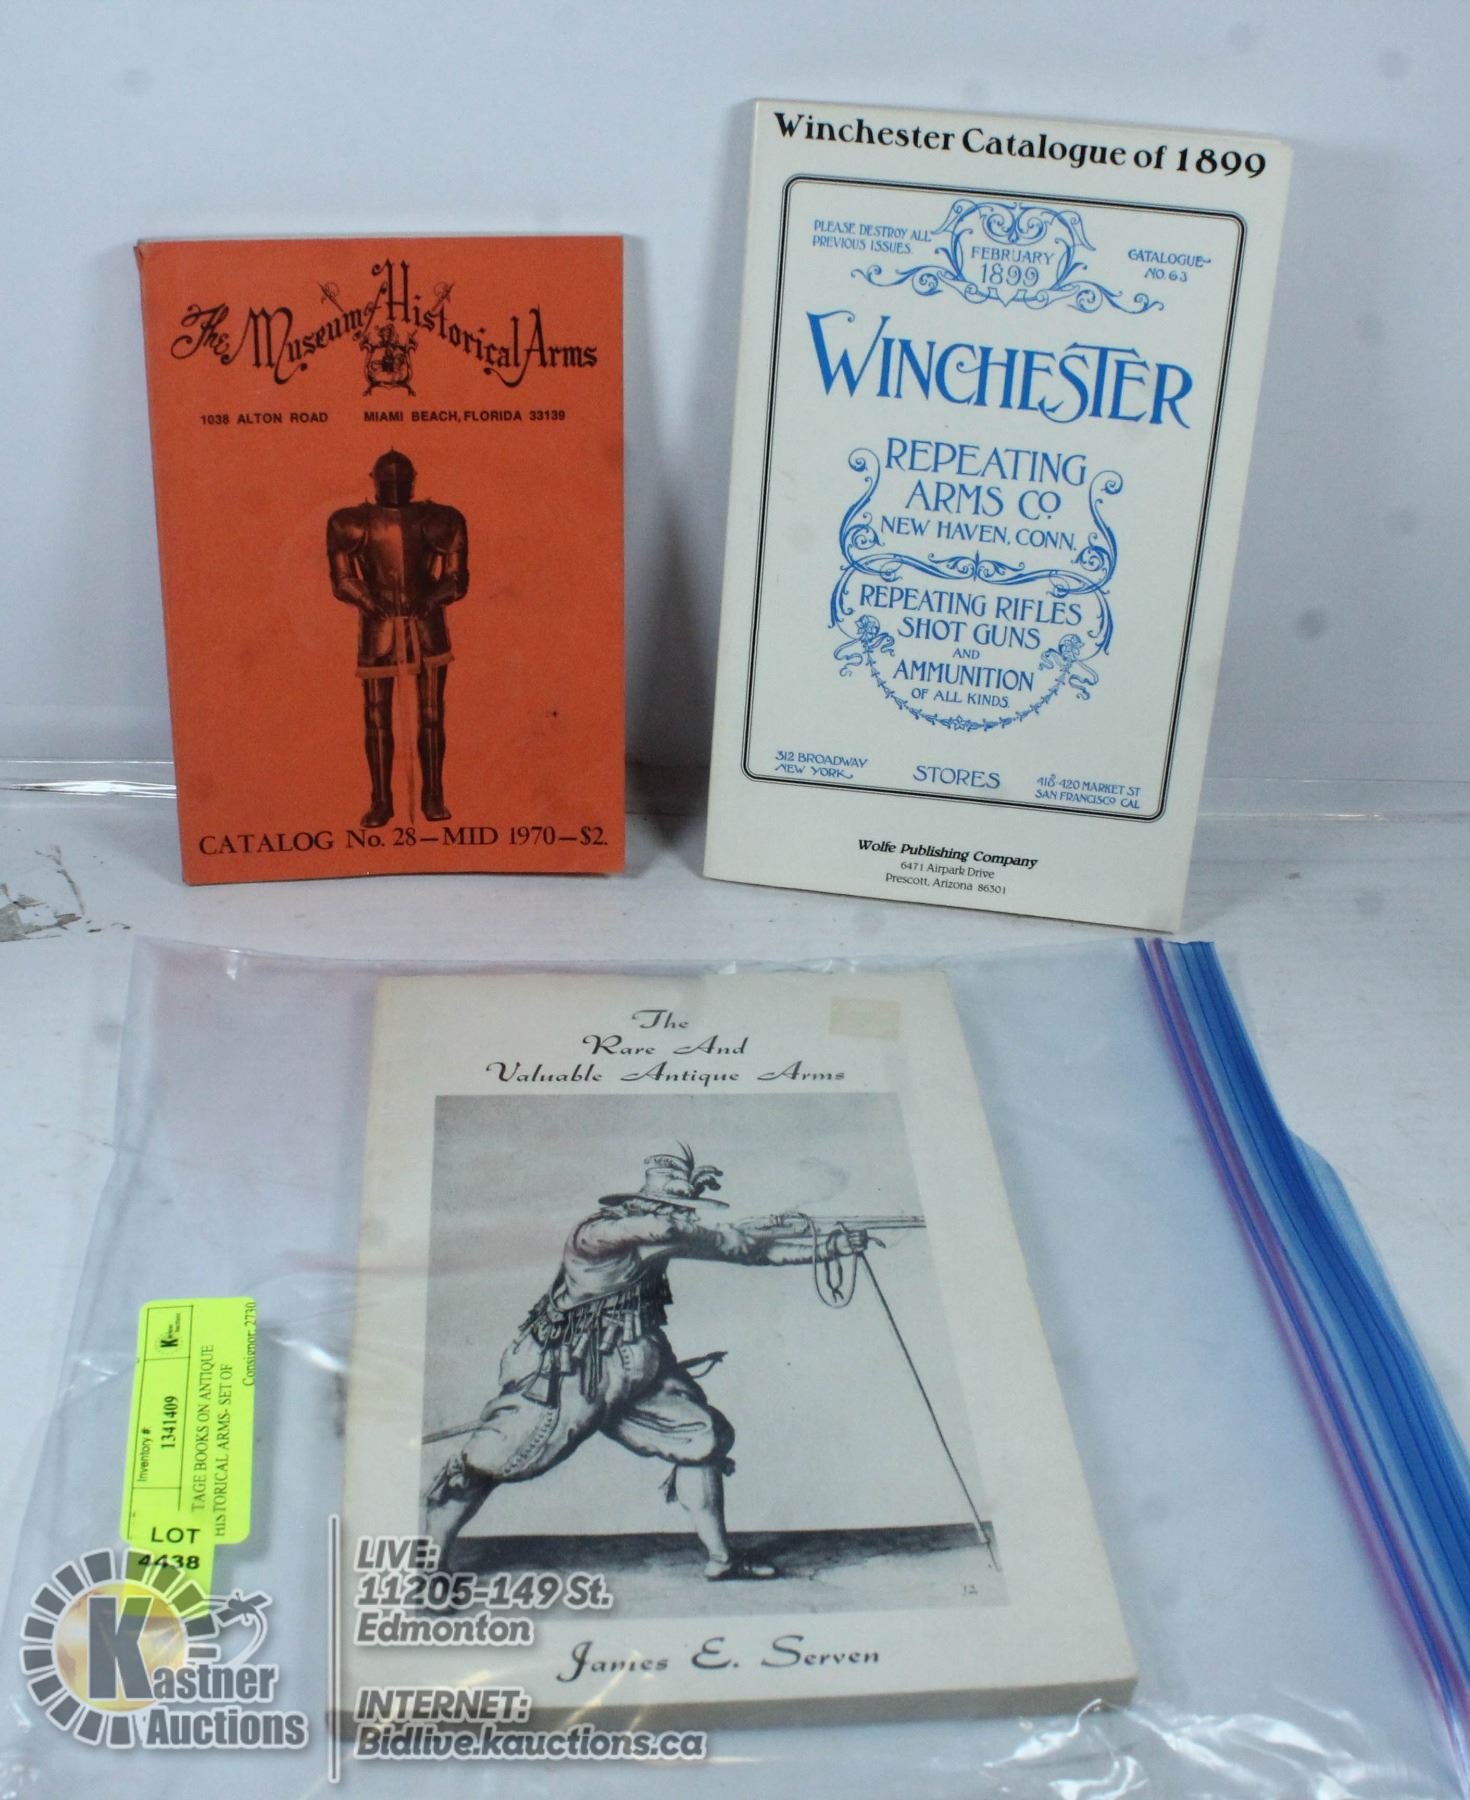 The Museum of Historical Arms
1038 ALTON ROAD MIAMI BEACH, FLORIDA 33139
CATALOG No. 28—MID 1970—$2.
Winchester Catalogue of 1899
PLEASE DESTROY ALL
PREVIOUS ISSUES.
FEBRUARY
1899
CATALOGUE
NO. 63
WINCHESTER
REPEATING
ARMS CO.
NEW HAVEN, CONN.
REPEATING RIFLES
SHOT GUNS
AND
AMMUNITION
OF ALL KINDS.
312 BROADWAY
NEW YORK
STORES
418-420 MARKET ST
SAN FRANCISCO CAL
Wolfe Publishing Company
6471 Airpark Drive
Prescott, Arizona 86301
The
Rare And
Valuable Antique Arms
12
James E. Serven
Inventory #:
1341409
TAGE BOOKS ON ANTIQUE
HISTORICAL ARMS- SET OF
Consignor: 2730
LOT
4438
Kastner
Auctions
LIVE:
11205-149 St.
Edmonton
INTERNET:
Bidlive.kauctions.ca